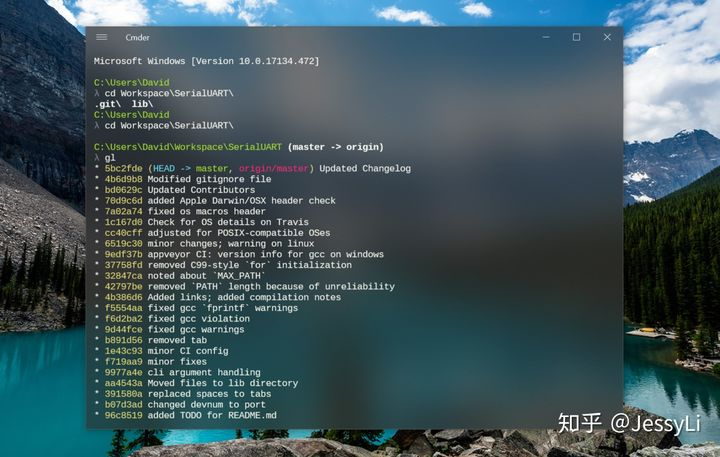 Cmder
Microsoft Windows [Version 10.0.17134.472]
C:\Users\David
λ cd Workspace\SerialUART\
.git\ lib\
C:\Users\David
λ cd Workspace\SerialUART\
C:\Users\David\Workspace\SerialUART (master -> origin)
λ gl
* 5bc2fde (HEAD -> master, origin/master) Updated Changelog
* 4b6d9b8 Modified gitignore file
* bd0629c Updated Contributors
* 70d9c6d added Apple Darwin/OSX header check
* 7a02a74 fixed os macros header
* 1c167d0 Check for OS details on Travis
* cc40cff adjusted for POSIX-compatible OSes
* 6519c30 minor changes; warning on linux
* 9edf37b appveyor CI: version info for gcc on windows
* 37758fd removed C99-style `for` initialization
* 32847ca noted about `MAX_PATH`
* 42797be removed `PATH` length because of unreliability
* 4b386d6 Added links; added compilation notes
* f5554aa fixed gcc `fprintf` warnings
* f6d2ba2 fixed gcc violation
* 9d44fce fixed gcc warnings
* b891d56 removed tab
* 1e43c93 minor CI config
* f719aa9 minor fixes
* 9977a4e cli argument handling
* aa4543a Moved files to lib directory
* 391580a replaced spaces to tabs
* b07d3ad changed devnum to port
* 96c8519 added TODO for README.md
知乎 @JessyLi